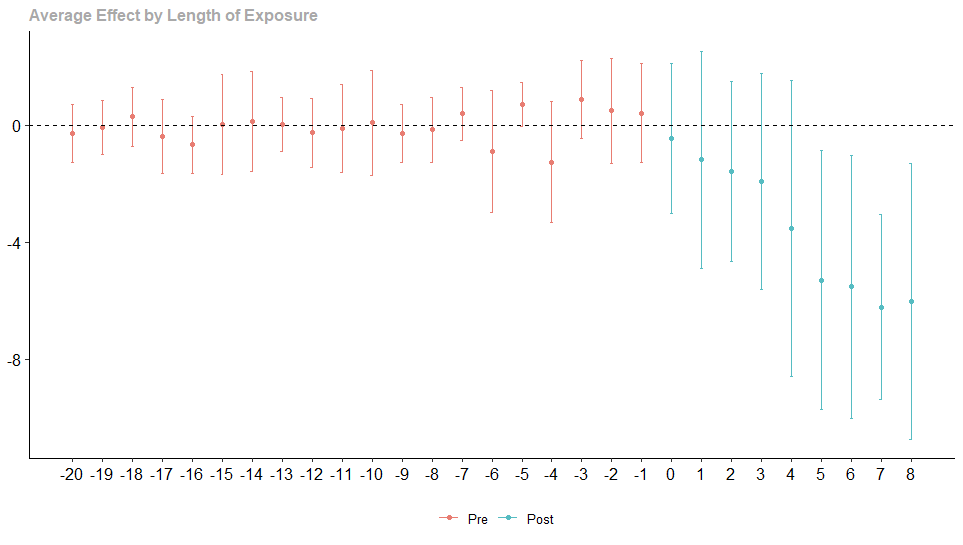 Average Effect by Length of Exposure
0
-4
-8
-20 -19 -18 -17 -16 -15 -14 -13 -12 -11 -10 -9 -8 -7 -6 -5 -4 -3 -2 -1 0 1 2 3 4 5 6 7 8
Pre Post